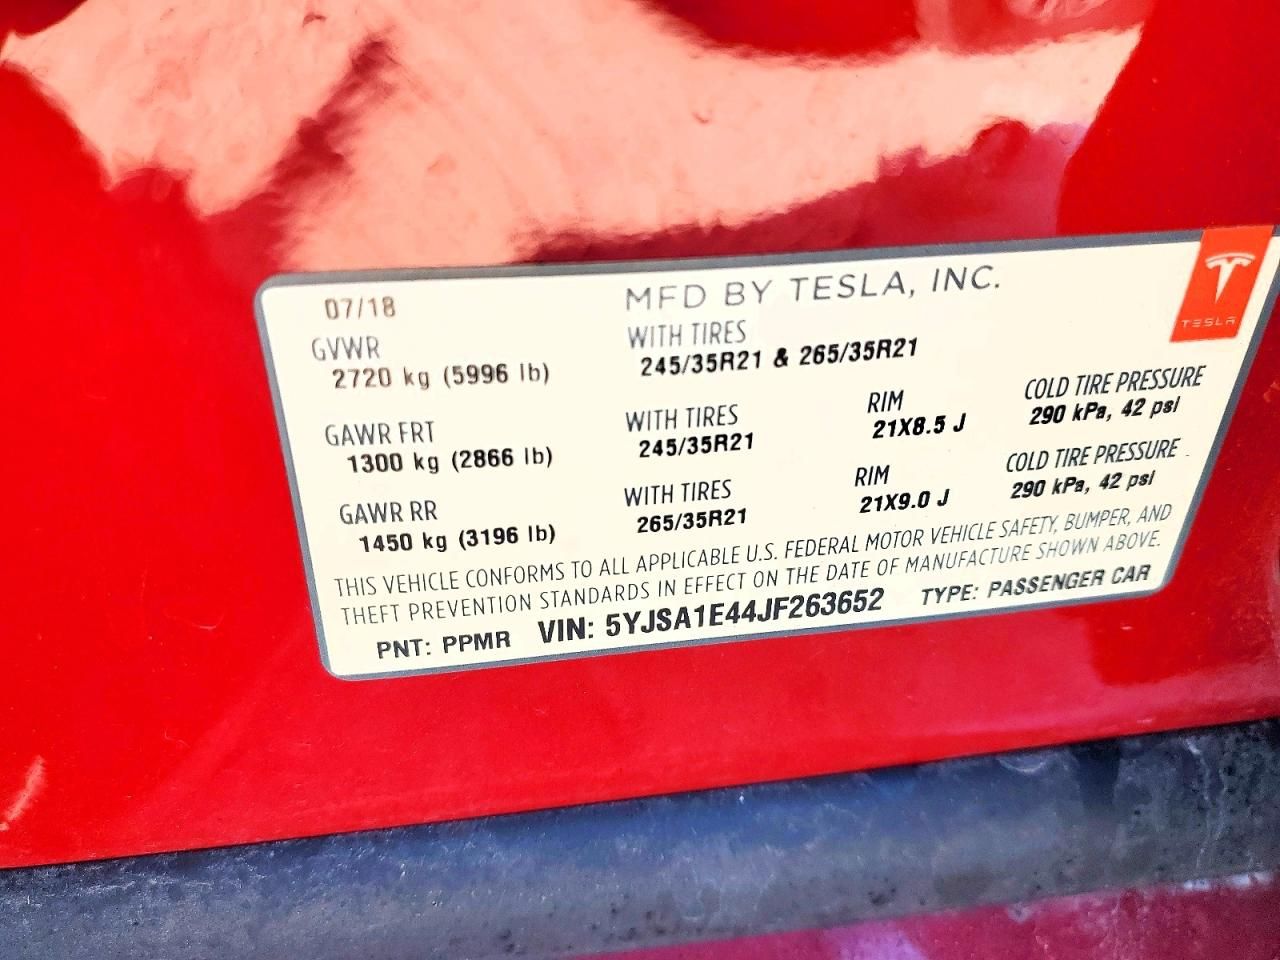 07/18 MFD BY TESLA, INC.
TESLA
GVWR WITH TIRES
2720 kg (5996 lb) 245/35R21 & 265/35R21
GAWR FRT WITH TIRES RIM COLD TIRE PRESSURE
1300 kg (2866 lb) 245/35R21 21X8.5 J 290 kPa, 42 psi
GAWR RR WITH TIRES RIM COLD TIRE PRESSURE
1450 kg (3196 lb) 265/35R21 21X9.0 J 290 kPa, 42 psi
THIS VEHICLE CONFORMS TO ALL APPLICABLE U.S. FEDERAL MOTOR VEHICLE SAFETY, BUMPER, AND
THEFT PREVENTION STANDARDS IN EFFECT ON THE DATE OF MANUFACTURE SHOWN ABOVE.
PNT: PPMR VIN: 5YJSA1E44JF263652 TYPE: PASSENGER CAR